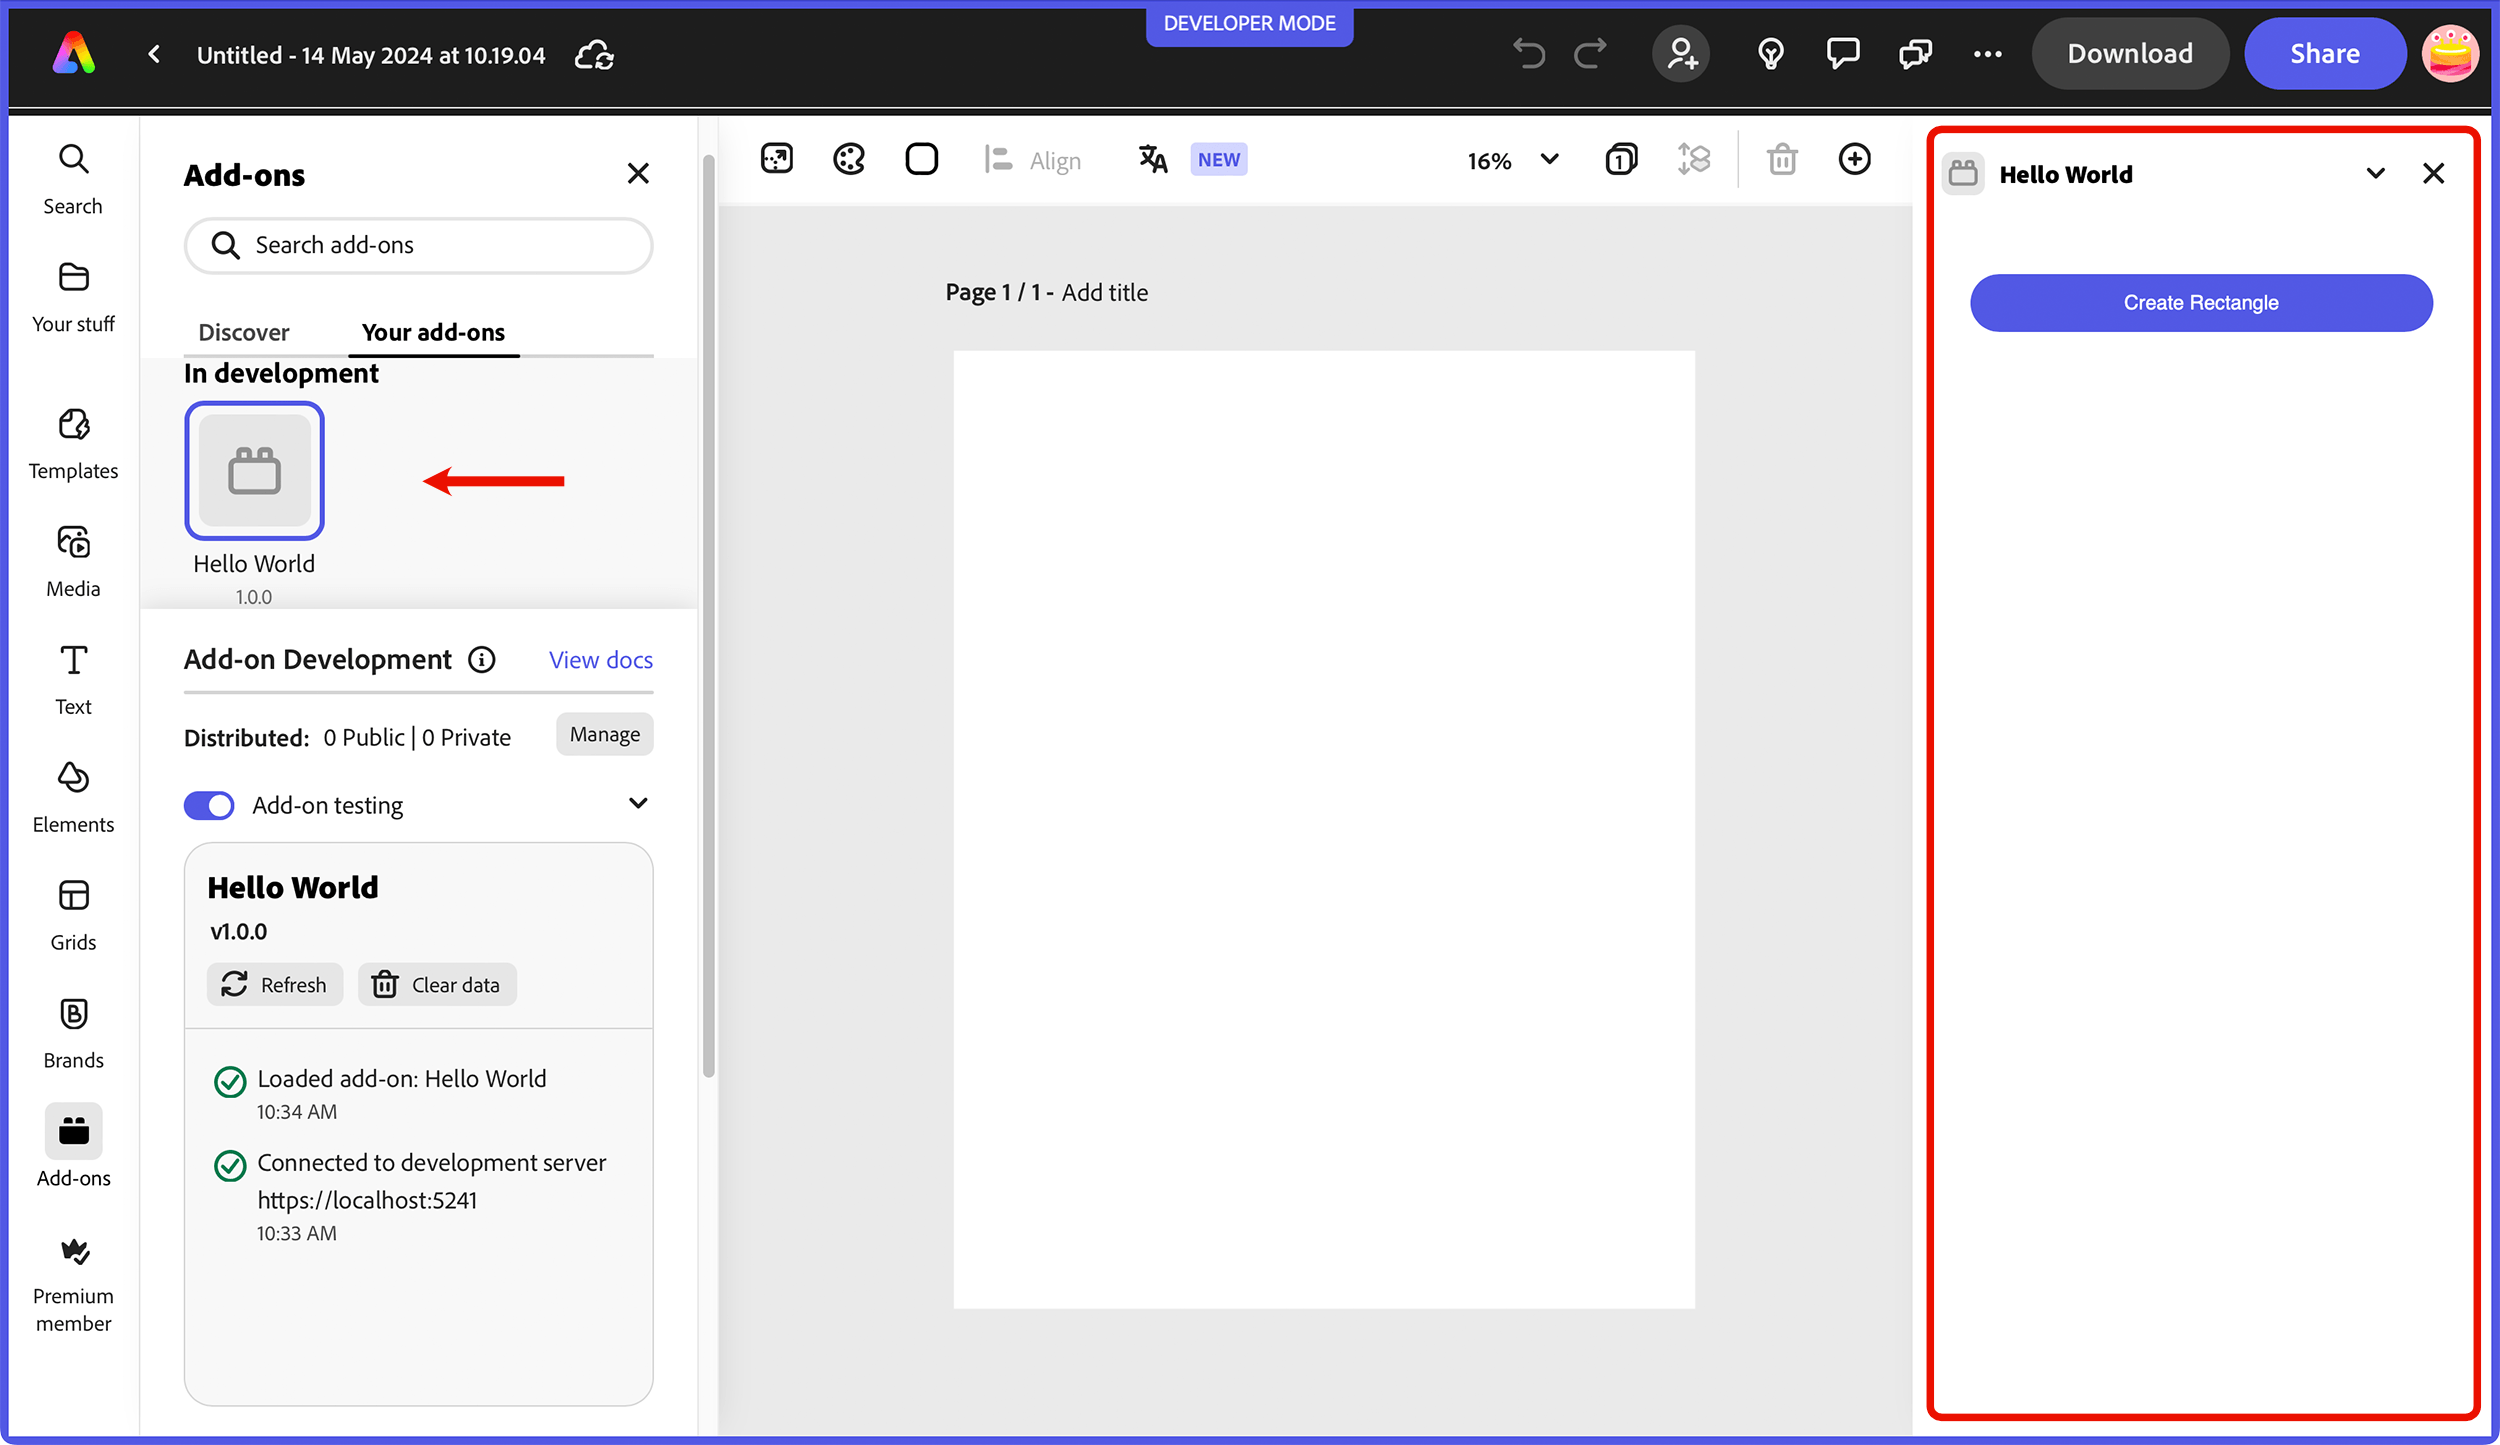 DEVELOPER MODE
Untitled - 14 May 2024 at 10.19.04
Download
Share
Search
Your stuff
Templates
Media
Text
Elements
Grids
Brands
Add-ons
Premium
member
Add-ons
Search add-ons
Discover
Your add-ons
In development
Hello World
1.0.0
Add-on Development
View docs
Distributed: 0 Public | 0 Private
Manage
Add-on testing
Hello World
v1.0.0
Refresh
Clear data
Loaded add-on: Hello World
10:34 AM
Connected to development server
https://localhost:5241
10:33 AM
Align
NEW
16%
1
Page 1 / 1 - Add title
Hello World
Create Rectangle